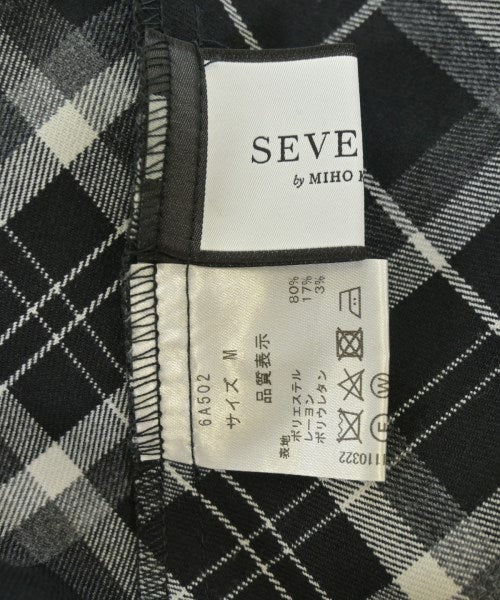 SEVE
by MIHO
6A502
サイズ M
品質表示
表地
ポリエステル 80%
レーヨン 17%
ポリウレタン 3%
F W
1110322